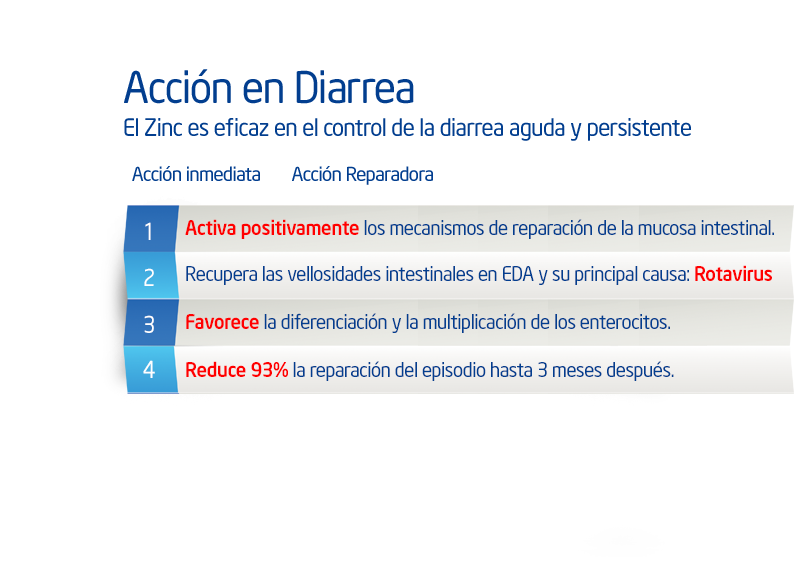 Acción en Diarrea
El Zinc es eficaz en el control de la diarrea aguda y persistente
Acción inmediata Acción Reparadora
1 Activa positivamente los mecanismos de reparación de la mucosa intestinal.
2 Recupera las vellosidades intestinales en EDA y su principal causa: Rotavirus
3 Favorece la diferenciación y la multiplicación de los enterocitos.
4 Reduce 93% la reparación del episodio hasta 3 meses después.